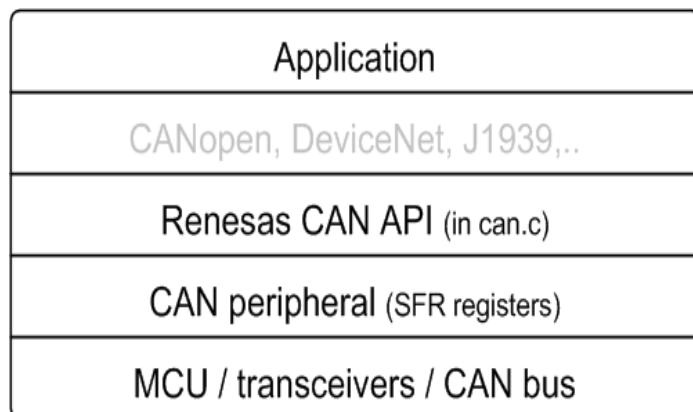 Application
CANopen, DeviceNet, J1939,..
Renesas CAN API (in can.c)
CAN peripheral (SFR registers)
MCU / transceivers / CAN bus